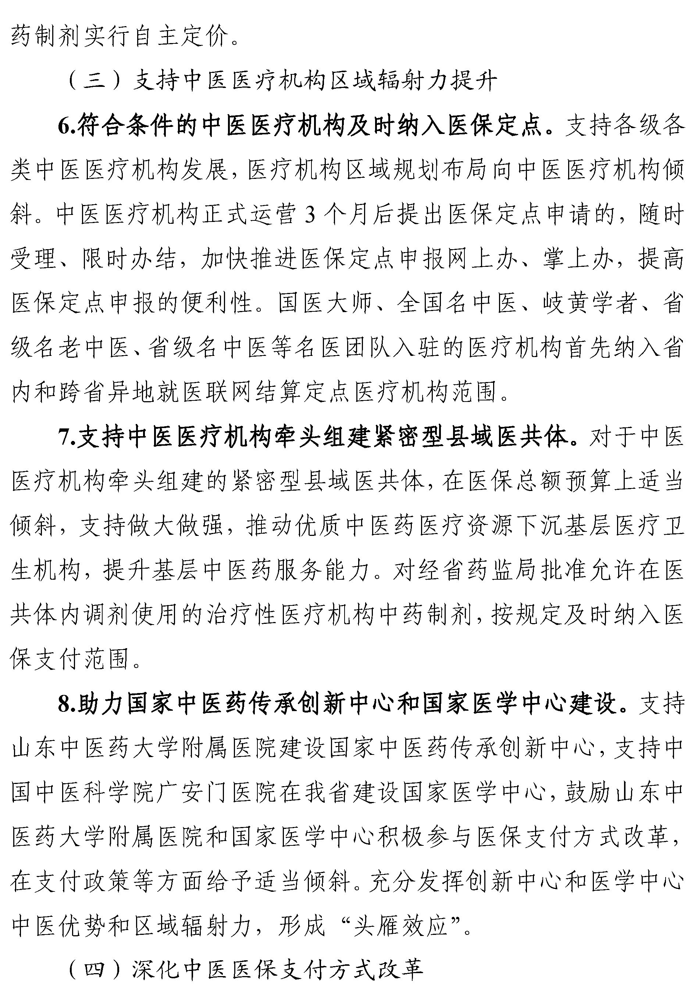 药制剂实行自主定价。
（三）支持中医医疗机构区域辐射力提升
6.符合条件的中医医疗机构及时纳入医保定点。支持各级各
类中医医疗机构发展，医疗机构区域规划布局向中医医疗机构倾
斜。中医医疗机构正式运营 3 个月后提出医保定点申请的，随时
受理、限时办结，加快推进医保定点申报网上办、掌上办，提高
医保定点申报的便利性。国医大师、全国名中医、岐黄学者、省
级名老中医、省级名中医等名医团队入驻的医疗机构首先纳入省
内和跨省异地就医联网结算定点医疗机构范围。
7.支持中医医疗机构牵头组建紧密型县域医共体。对于中医
医疗机构牵头组建的紧密型县域医共体，在医保总额预算上适当
倾斜，支持做大做强，推动优质中医药医疗资源下沉基层医疗卫
生机构，提升基层中医药服务能力。对经省药监局批准允许在医
共体内调剂使用的治疗性医疗机构中药制剂，按规定及时纳入医
保支付范围。
8.助力国家中医药传承创新中心和国家医学中心建设。支持
山东中医药大学附属医院建设国家中医药传承创新中心，支持中
国中医科学院广安门医院在我省建设国家医学中心，鼓励山东中
医药大学附属医院和国家医学中心积极参与医保支付方式改革，
在支付政策等方面给予适当倾斜。充分发挥创新中心和医学中心
中医优势和区域辐射力，形成“头雁效应”。
（四）深化中医医保支付方式改革